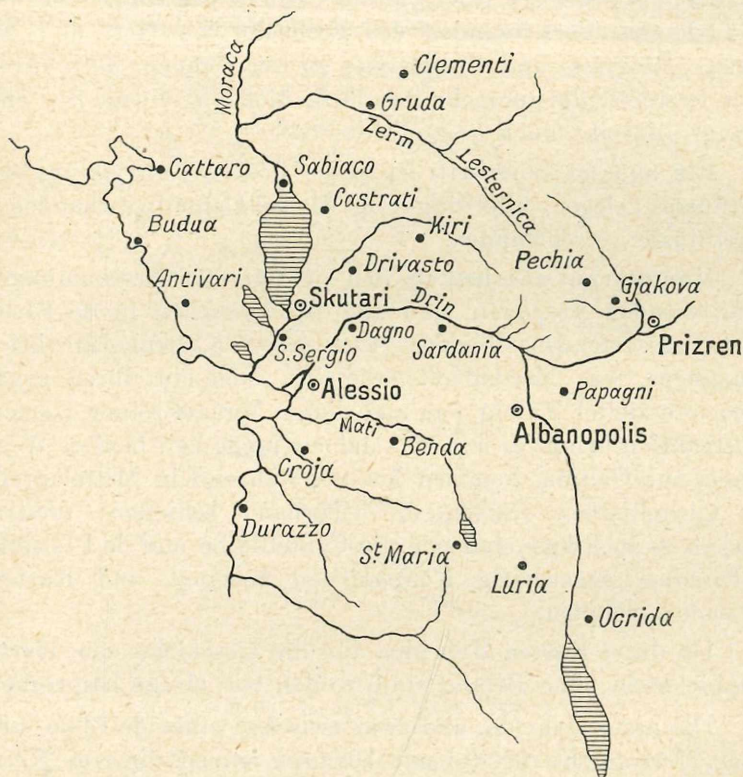 Moraca
Clementi
Gruda
Zerm
Lesternica
Cattaro
Sabiaco
Castrati
Budua
Kiri
Drivasto
Pechia
Gjakova
Antivari
Skutari
Drin
Dagno
Sardania
Prizren
S. Sergio
Alessio
Papagni
Albanopolis
Mati
Benda
Croja
Durazzo
St. Maria
Luria
Ocrida